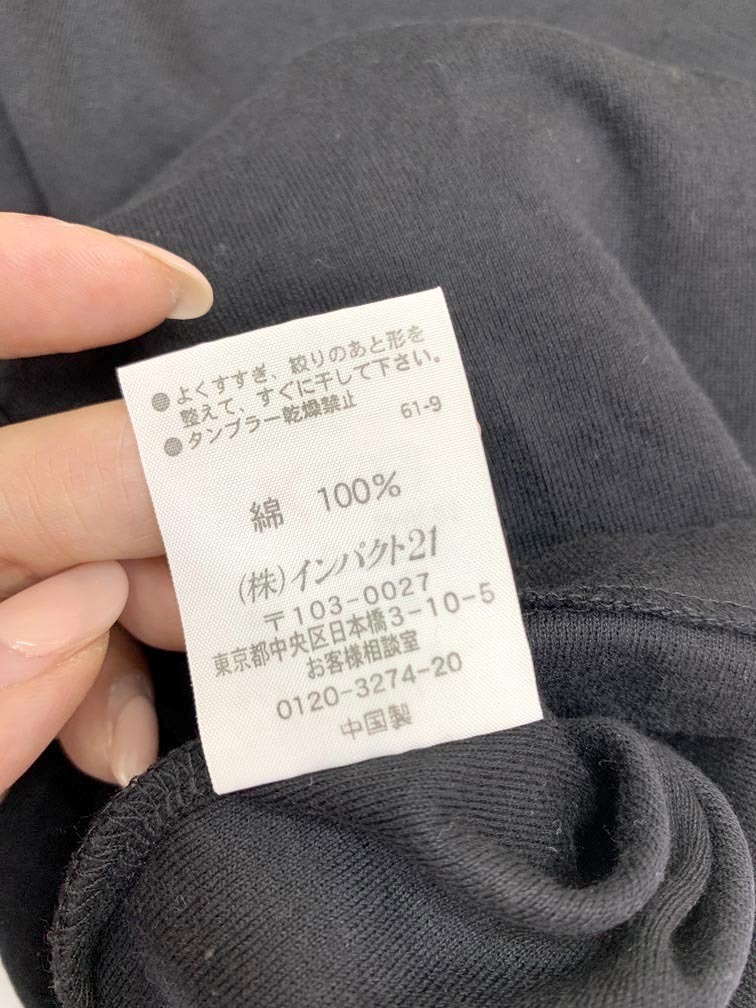 ●よくすすぎ、絞りのあと形を
整えて、すぐに干して下さい。
●タンブラー乾燥禁止 61-9
綿 100%
(株)インパクト21
〒103-0027
東京都中央区日本橋3-10-5
お客様相談室
0120-3274-20
中国製